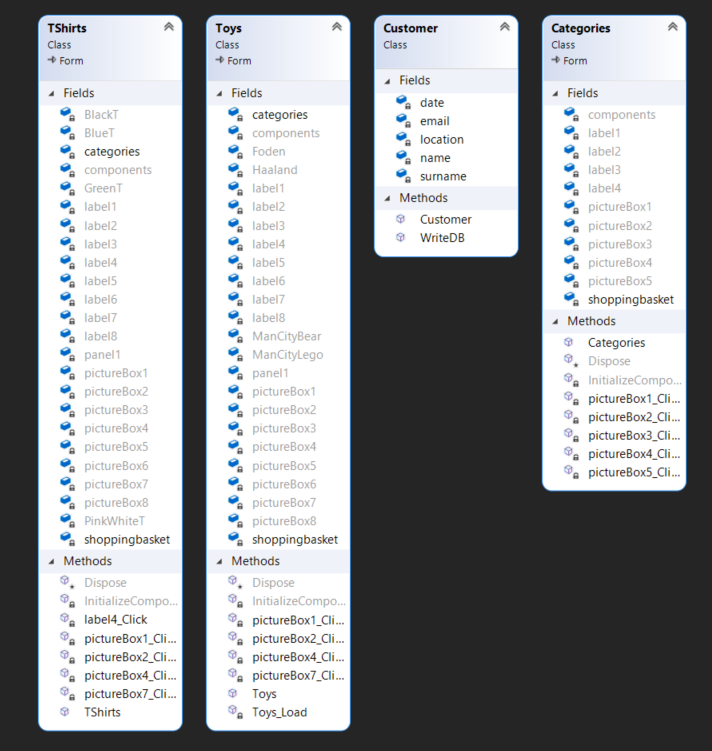 TShirts
Class
Form
Fields
BlackT
BlueT
categories
components
GreenT
label1
label2
label3
label4
label5
label6
label7
label8
panel1
pictureBox1
pictureBox2
pictureBox3
pictureBox4
pictureBox5
pictureBox6
pictureBox7
pictureBox8
PinkWhiteT
shoppingbasket
Methods
Dispose
InitializeCompo...
label4_Click
pictureBox1_Cli...
pictureBox2_Cli...
pictureBox4_Cli...
pictureBox7_Cli...
TShirts
Toys
Class
Form
Fields
categories
components
Foden
Haaland
label1
label2
label3
label4
label5
label6
label7
label8
ManCityBear
ManCityLego
panel1
pictureBox1
pictureBox2
pictureBox3
pictureBox4
pictureBox5
pictureBox6
pictureBox7
pictureBox8
shoppingbasket
Methods
Dispose
InitializeCompo...
pictureBox1_Cli...
pictureBox2_Cli...
pictureBox4_Cli...
pictureBox7_Cli...
Toys
Toys_Load
Customer
Class
Fields
date
email
location
name
surname
Methods
Customer
WriteDB
Categories
Class
Form
Fields
components
label1
label2
label3
label4
pictureBox1
pictureBox2
pictureBox3
pictureBox4
pictureBox5
shoppingbasket
Methods
Categories
Dispose
InitializeCompo...
pictureBox1_Cli...
pictureBox2_Cli...
pictureBox3_Cli...
pictureBox4_Cli...
pictureBox5_Cli...